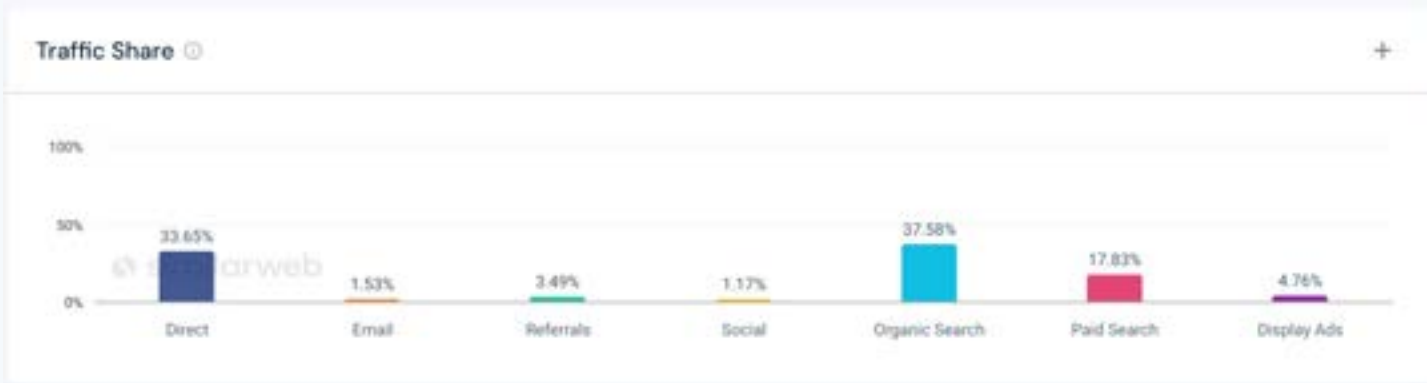 Traffic Share
100%
50%
0%
33.65%
1.53%
3.49%
1.17%
37.58%
17.83%
4.76%
similarweb
Direct
Email
Referrals
Social
Organic Search
Paid Search
Display Ads